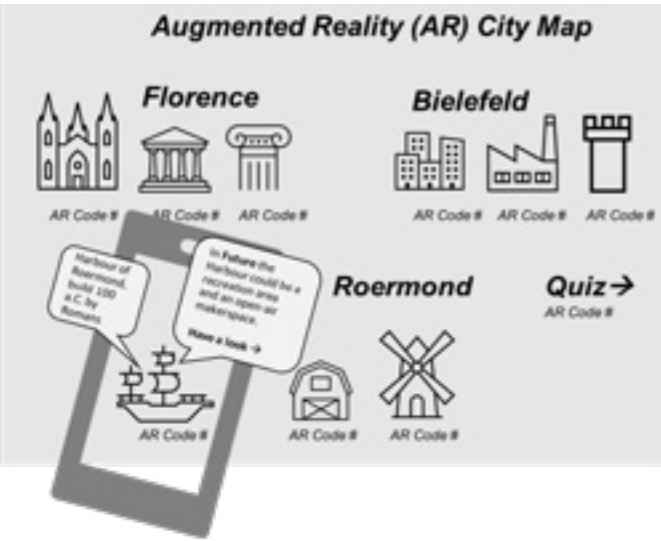 Augmented Reality (AR) City Map
Florence
Bielefeld
AR Code #
AR Code #
AR Code #
AR Code #
AR Code #
AR Code #
Harbour of
Roermond,
build 100
a.C. by
Romans
In Future the
Harbour could be a
recreation area
and an open-air
makerspace.
Have a look →
Roermond
Quiz→
AR Code #
AR Code #
AR Code #
AR Code #